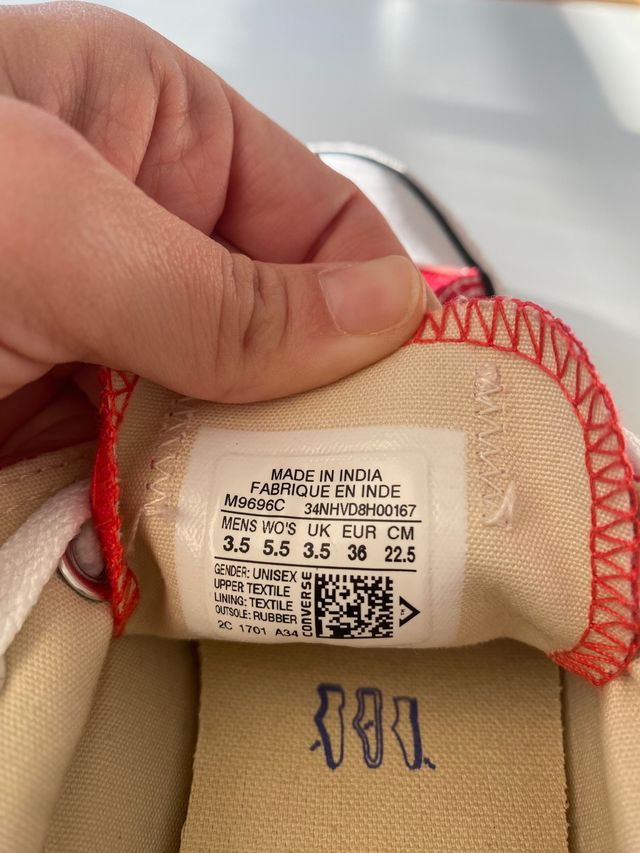 MADE IN INDIA
FABRIQUE EN INDE
M9696C 34NHVD8H00167
MENS WO'S UK EUR CM
3.5 5.5 3.5 36 22.5
GENDER: UNISEX
UPPER TEXTILE
LINING: TEXTILE
OUTSOLE: RUBBER
2C 1701 A34
CONVERSE